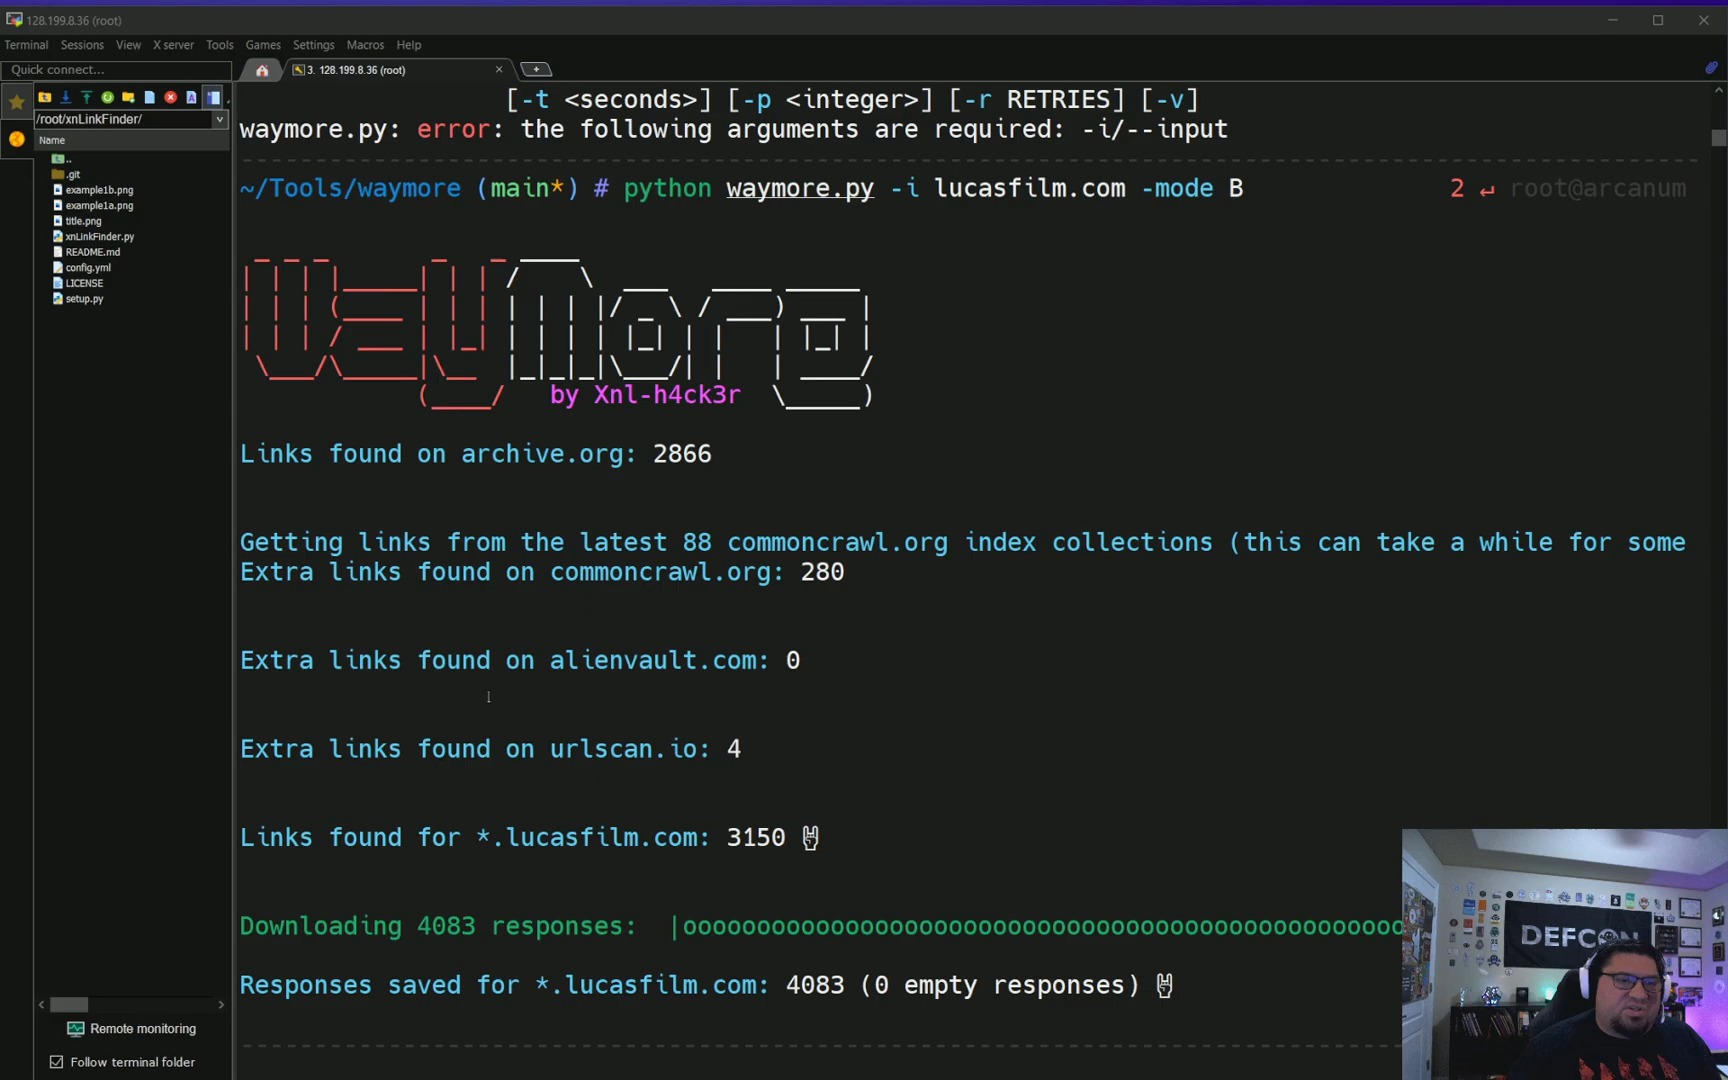 128.199.8.36 (root)
Terminal Sessions View X server Tools Games Settings Macros Help
Quick connect...
3. 128.199.8.36 (root)
/root/xnLinkFinder/
Name
..
.git
example1b.png
example1a.png
title.png
xnLinkFinder.py
README.md
config.yml
LICENSE
setup.py
[-t <seconds>] [-p <integer>] [-r RETRIES] [-v]
waymore.py: error: the following arguments are required: -i/--input
~/Tools/waymore (main*) # python waymore.py -i lucasfilm.com -mode B 2 ↵ root@arcanum
WayMore
by Xnl-h4ck3r
Links found on archive.org: 2866
Getting links from the latest 88 commoncrawl.org index collections (this can take a while for some
Extra links found on commoncrawl.org: 280
Extra links found on alienvault.com: 0
Extra links found on urlscan.io: 4
Links found for *.lucasfilm.com: 3150 🤘
Downloading 4083 responses: |ooooooooooooooooooooooooooooooooooooooooooooooooo
Responses saved for *.lucasfilm.com: 4083 (0 empty responses) 🤘
DEFCON
Remote monitoring
Follow terminal folder